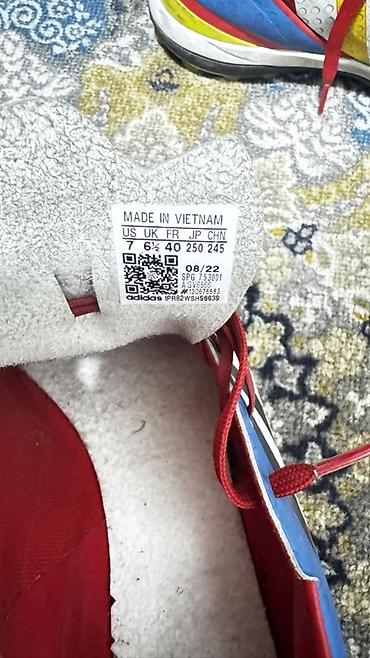 MADE IN VIETNAM
US UK FR JP CHN
7 6½ 40 250 245
08/22
SPG 753001
adidas